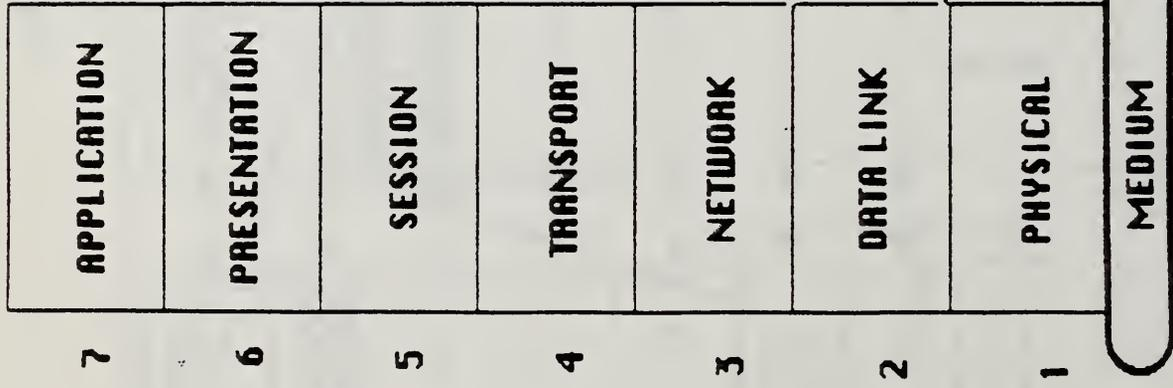 7 APPLICATION
6 PRESENTATION
5 SESSION
4 TRANSPORT
3 NETWORK
2 DATA LINK
1 PHYSICAL
MEDIUM